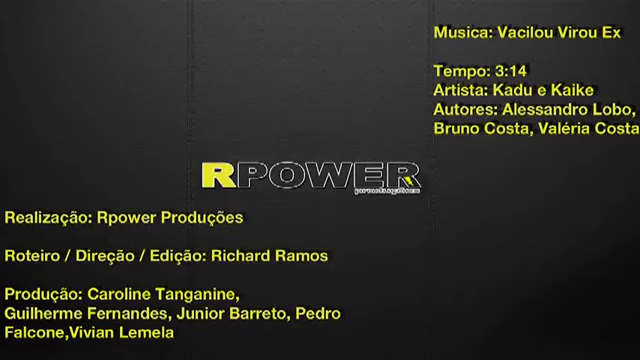 Musica: Vacilou Virou Ex
Tempo: 3:14
Artista: Kadu e Kaike
Autores: Alessandro Lobo,
Bruno Costa, Valéria Costa
RPOWER
productions
Realização: Rpower Produções
Roteiro / Direção / Edição: Richard Ramos
Produção: Caroline Tanganine,
Guilherme Fernandes, Junior Barreto, Pedro
Falcone,Vivian Lemela